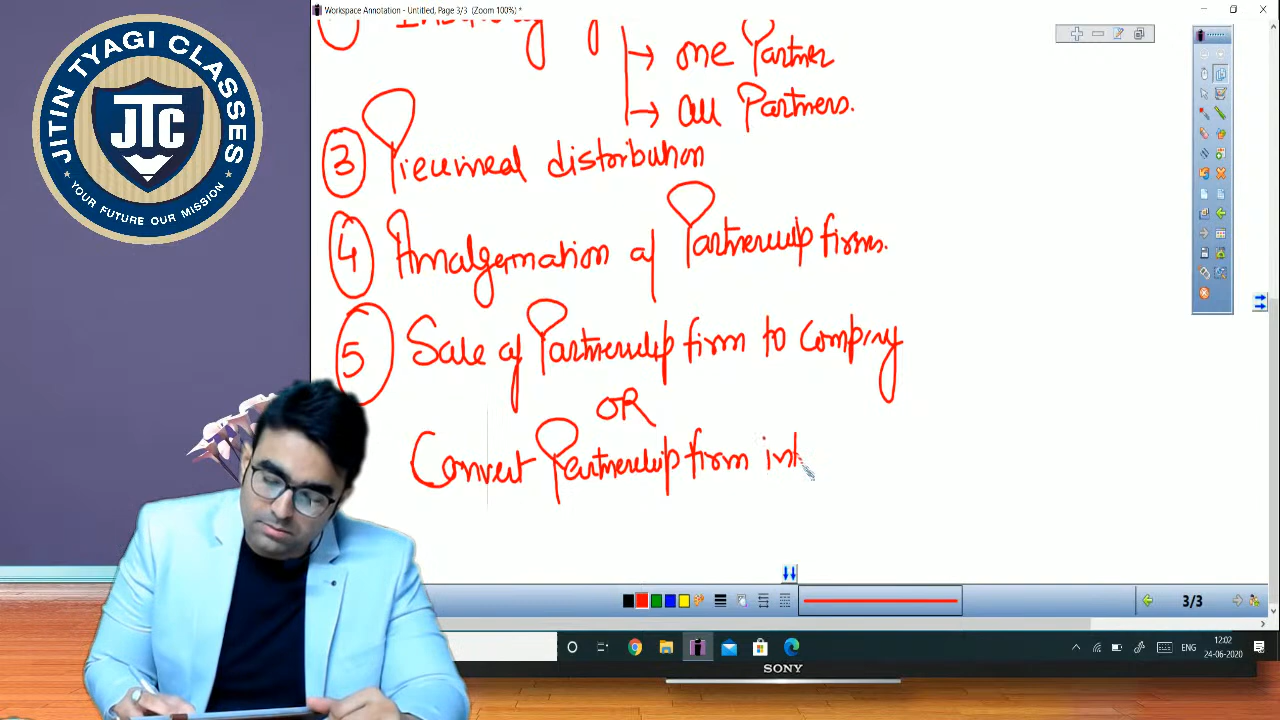 Workspace Annotation - Untitled, Page 3/3 (Zoom 100%) *
JITIN TYAGI CLASSES
JTC
YOUR FUTURE OUR MISSION
→ one Partner
→ all Partners.
3 Piecemeal distribution
4 Amalgamation of Partnership firms.
5 Sale of Partnership firm to Company
OR
Convert Partnership firm int
3/3
12:02
ENG
24-06-2020
SONY